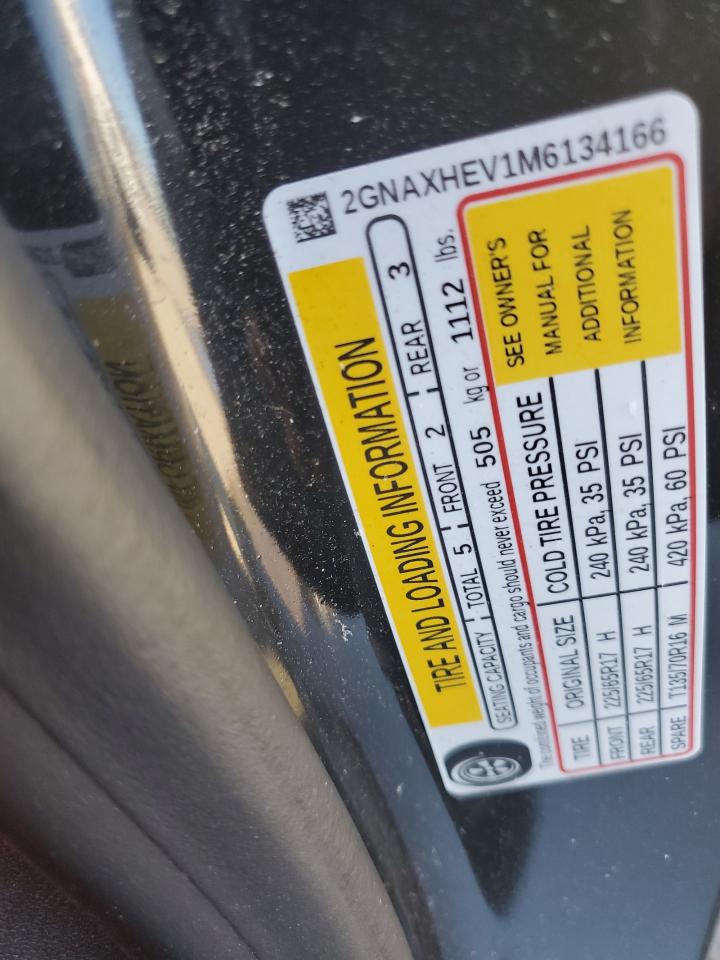 2GNAXHEV1M6134166
TIRE AND LOADING INFORMATION
SEATING CAPACITY TOTAL 5 FRONT 2 REAR 3
The combined weight of occupants and cargo should never exceed 505 kg or 1112 lbs.
TIRE ORIGINAL SIZE COLD TIRE PRESSURE
FRONT 225/65R17 H 240 kPa, 35 PSI
REAR 225/65R17 H 240 kPa, 35 PSI
SPARE T135/70R16 M 420 kPa, 60 PSI
SEE OWNER'S
MANUAL FOR
ADDITIONAL
INFORMATION